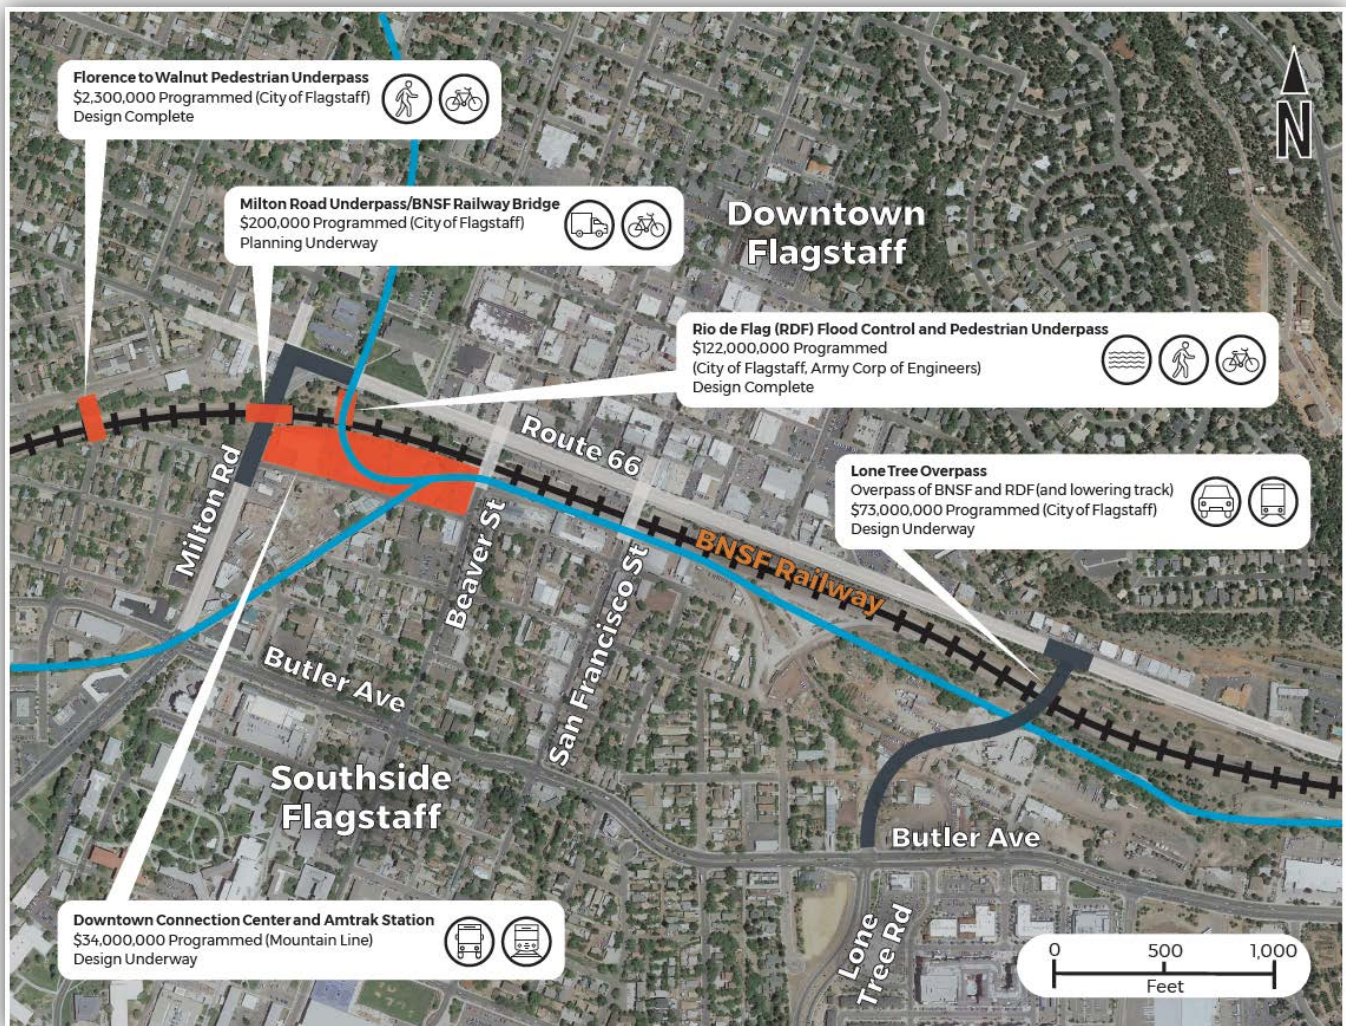 Florence to Walnut Pedestrian Underpass
$2,300,000 Programmed (City of Flagstaff)
Design Complete
N
Milton Road Underpass/BNSF Railway Bridge
$200,000 Programmed (City of Flagstaff)
Planning Underway
Downtown
Flagstaff
Rio de Flag (RDF) Flood Control and Pedestrian Underpass
$122,000,000 Programmed
(City of Flagstaff, Army Corp of Engineers)
Design Complete
Route 66
Milton Rd
Beaver St
San Francisco St
BNSF Railway
Lone Tree Overpass
Overpass of BNSF and RDF (and lowering track)
$73,000,000 Programmed (City of Flagstaff)
Design Underway
Butler Ave
Southside
Flagstaff
Butler Ave
Lone
Tree Rd
Downtown Connection Center and Amtrak Station
$34,000,000 Programmed (Mountain Line)
Design Underway
0 500 1,000
Feet